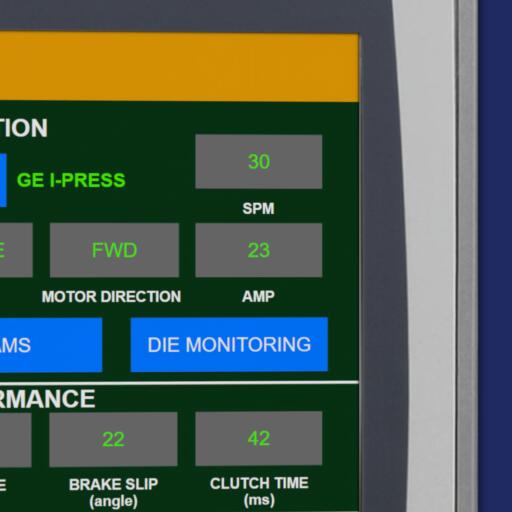 TION
GE I-PRESS
30
SPM
E
FWD
23
MOTOR DIRECTION
AMP
AMS
DIE MONITORING
RMANCE
22
42
E
BRAKE SLIP
(angle)
CLUTCH TIME
(ms)